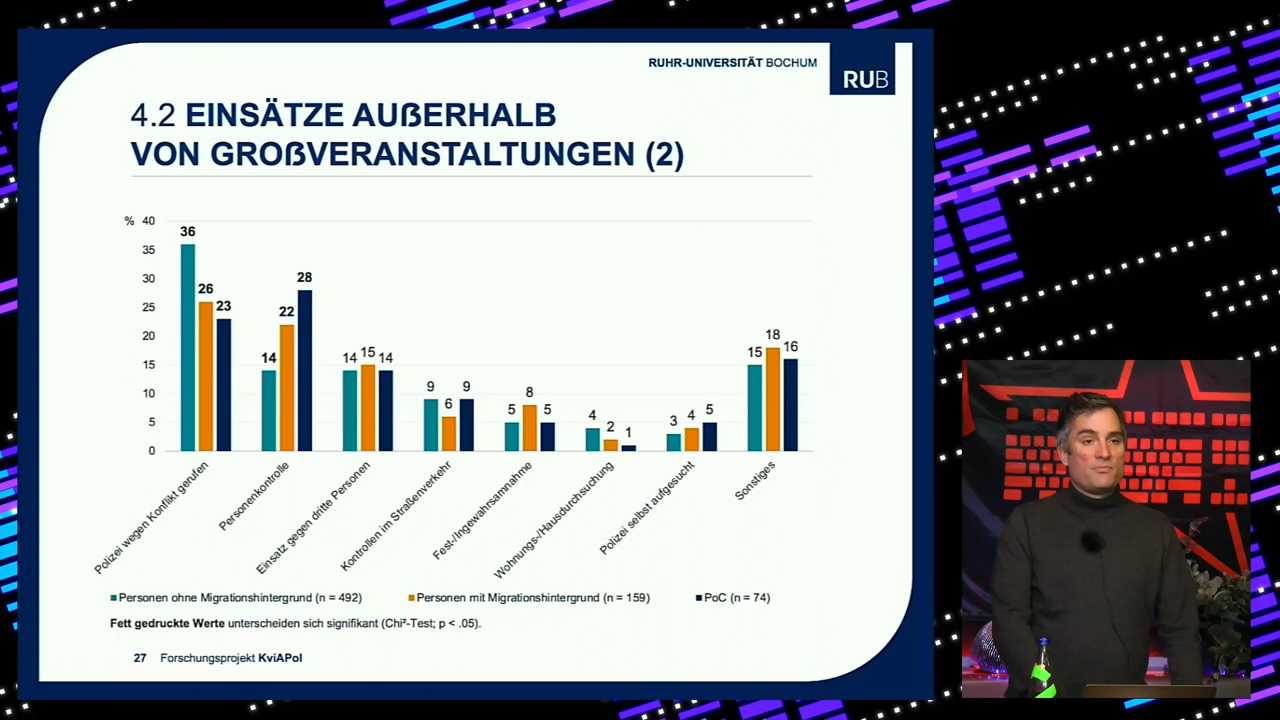 RUHR-UNIVERSITÄT BOCHUM
RUB
4.2 EINSÄTZE AUẞERHALB
VON GROẞVERANSTALTUNGEN (2)
% 40
35
30
25
20
15
10
5
0
36
26
23
14
22
28
14
15
14
9
6
9
5
8
5
4
2
1
3
4
5
15
18
16
Polizei wegen Konflikt gerufen
Personenkontrolle
Einsatz gegen dritte Personen
Kontrollen im Straßenverkehr
Fest-/Ingewahrsamnahme
Wohnungs-/Hausdurchsuchung
Polizei selbst aufgesucht
Sonstiges
Personen ohne Migrationshintergrund (n = 492)
Personen mit Migrationshintergrund (n = 159)
PoC (n = 74)
Fett gedruckte Werte unterscheiden sich signifikant (Chi²-Test; p < .05).
27 Forschungsprojekt KviAPol